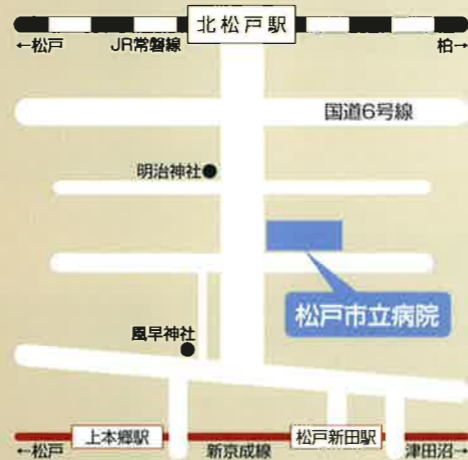 北松戸駅
←松戸
JR常磐線
柏→
国道6号線
明治神社
松戸市立病院
風早神社
上本郷駅
松戸新田駅
←松戸
新京成線
津田沼→